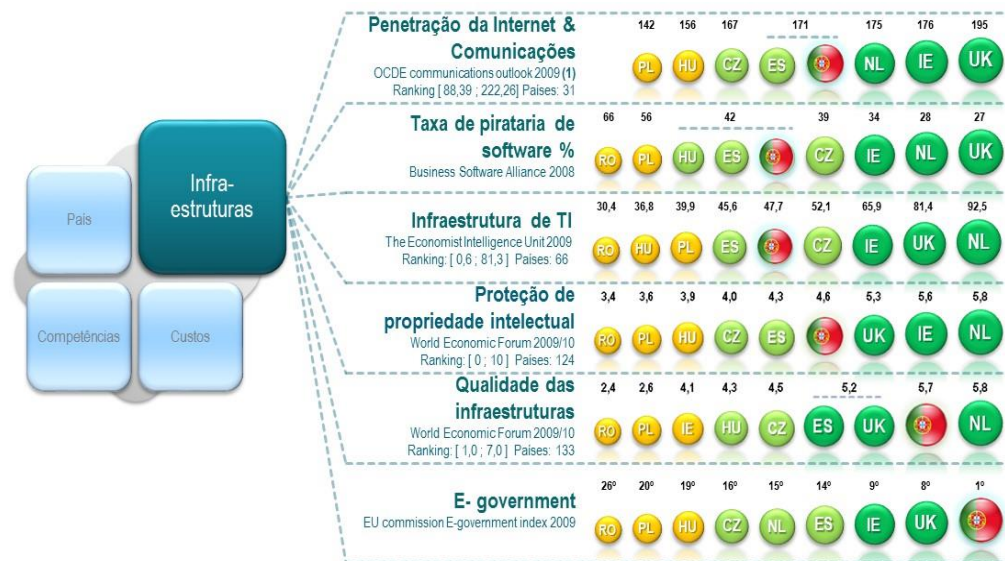 País
Infra-
estruturas
Competências
Custos
Penetração da Internet &
Comunicações
OCDE communications outlook 2009 (1)
Ranking [ 88,39 ; 222,26] Países: 31
142 156 167 171 175 176 195
PL HU CZ ES NL IE UK
Taxa de pirataria de
software %
Business Software Alliance 2008
66 56 42 39 34 28 27
RO PL HU ES CZ IE NL UK
Infraestrutura de TI
The Economist Intelligence Unit 2009
Ranking: [ 0,6 ; 81,3 ] Países: 66
30,4 36,8 39,9 45,6 47,7 52,1 65,9 81,4 92,5
RO HU PL ES CZ IE UK NL
Proteção de
propriedade intelectual
World Economic Forum 2009/10
Ranking: [ 0 ; 10 ] Países: 124
3,4 3,6 3,9 4,0 4,3 4,6 5,3 5,6 5,8
RO PL HU CZ ES UK IE NL
Qualidade das
infraestruturas
World Economic Forum 2009/10
Ranking: [ 1,0 ; 7,0 ] Países: 133
2,4 2,6 4,1 4,3 4,5 5,2 5,7 5,8
RO PL IE HU CZ ES UK NL
E- government
EU commission E-government index 2009
26º 20º 19º 16º 15º 14º 9º 8º 1º
RO PL HU CZ NL ES IE UK